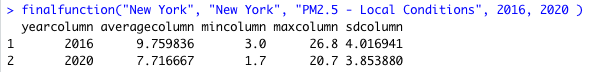 > finalfunction("New York", "New York", "PM2.5 - Local Conditions", 2016, 2020 )
yearcolumn averagecolumn mincolumn maxcolumn sdcolumn
1 2016 9.759836 3.0 26.8 4.016941
2 2020 7.716667 1.7 20.7 3.853880